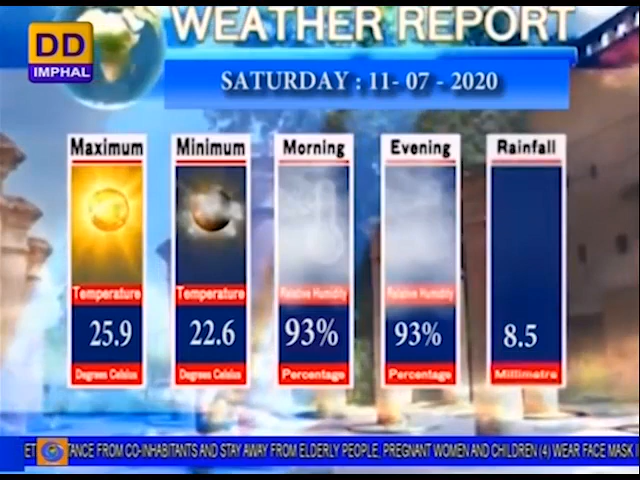 WEATHER REPORT
DD
IMPHAL
SATURDAY : 11- 07 - 2020
Maximum
Temperature
25.9
Degrees Celsius
Minimum
Temperature
22.6
Degrees Celsius
Morning
Relative Humidity
93%
Percentage
Evening
Relative Humidity
93%
Percentage
Rainfall
8.5
Millimetre
TANCE FROM CO-INHABITANTS AND STAY AWAY FROM ELDERLY PEOPLE, PREGNANT WOMEN AND CHILDREN (4) WEAR FACE MASK